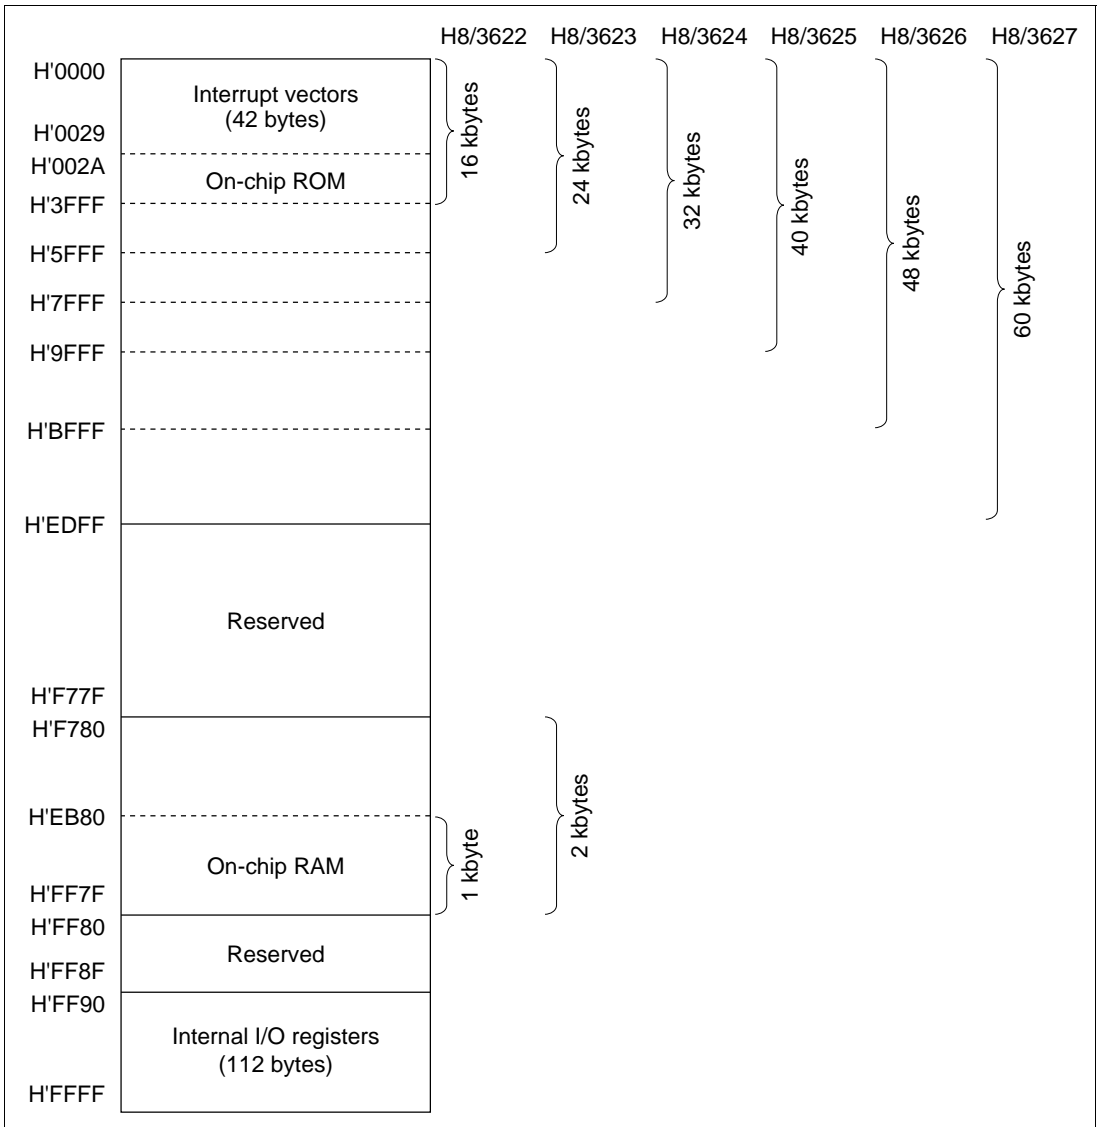 H8/3622 H8/3623 H8/3624 H8/3625 H8/3626 H8/3627
H'0000
Interrupt vectors
(42 bytes)
H'0029
H'002A
On-chip ROM
H'3FFF
H'5FFF
H'7FFF
H'9FFF
H'BFFF
H'EDFF
16 kbytes
24 kbytes
32 kbytes
40 kbytes
48 kbytes
60 kbytes
Reserved
H'F77F
H'F780
H'EB80
On-chip RAM
1 kbyte
2 kbytes
H'FF7F
H'FF80
Reserved
H'FF8F
H'FF90
Internal I/O registers
(112 bytes)
H'FFFF